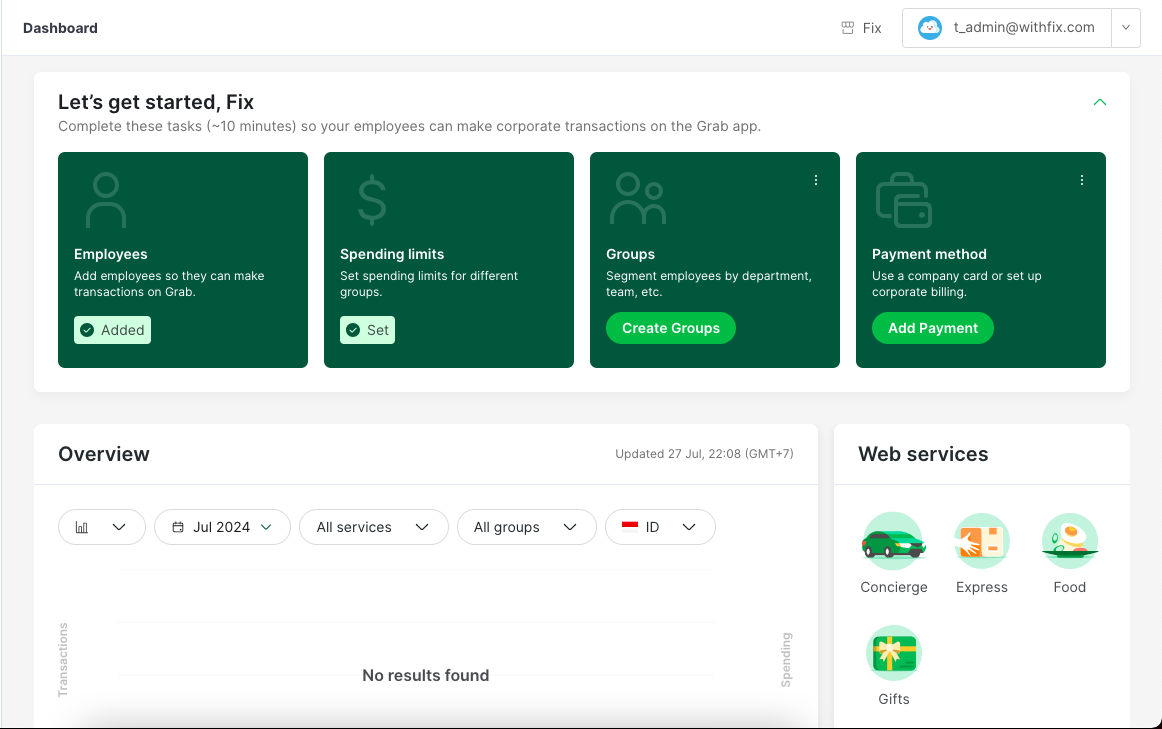 Dashboard
Fix
t_admin@withfix.com
Let's get started, Fix
Complete these tasks (~10 minutes) so your employees can make corporate transactions on the Grab app.
Employees
Add employees so they can make
transactions on Grab.
Added
Spending limits
Set spending limits for different
groups.
Set
Groups
Segment employees by department,
team, etc.
Create Groups
Payment method
Use a company card or set up
corporate billing.
Add Payment
Overview
Updated 27 Jul, 22:08 (GMT+7)
Jul 2024
All services
All groups
ID
Transactions
No results found
Spending
Web services
Concierge
Express
Food
Gifts